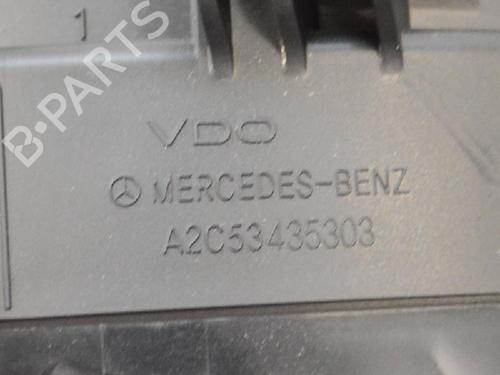 1
B-PARTS
VDO
MERCEDES-BENZ
A2C53435303